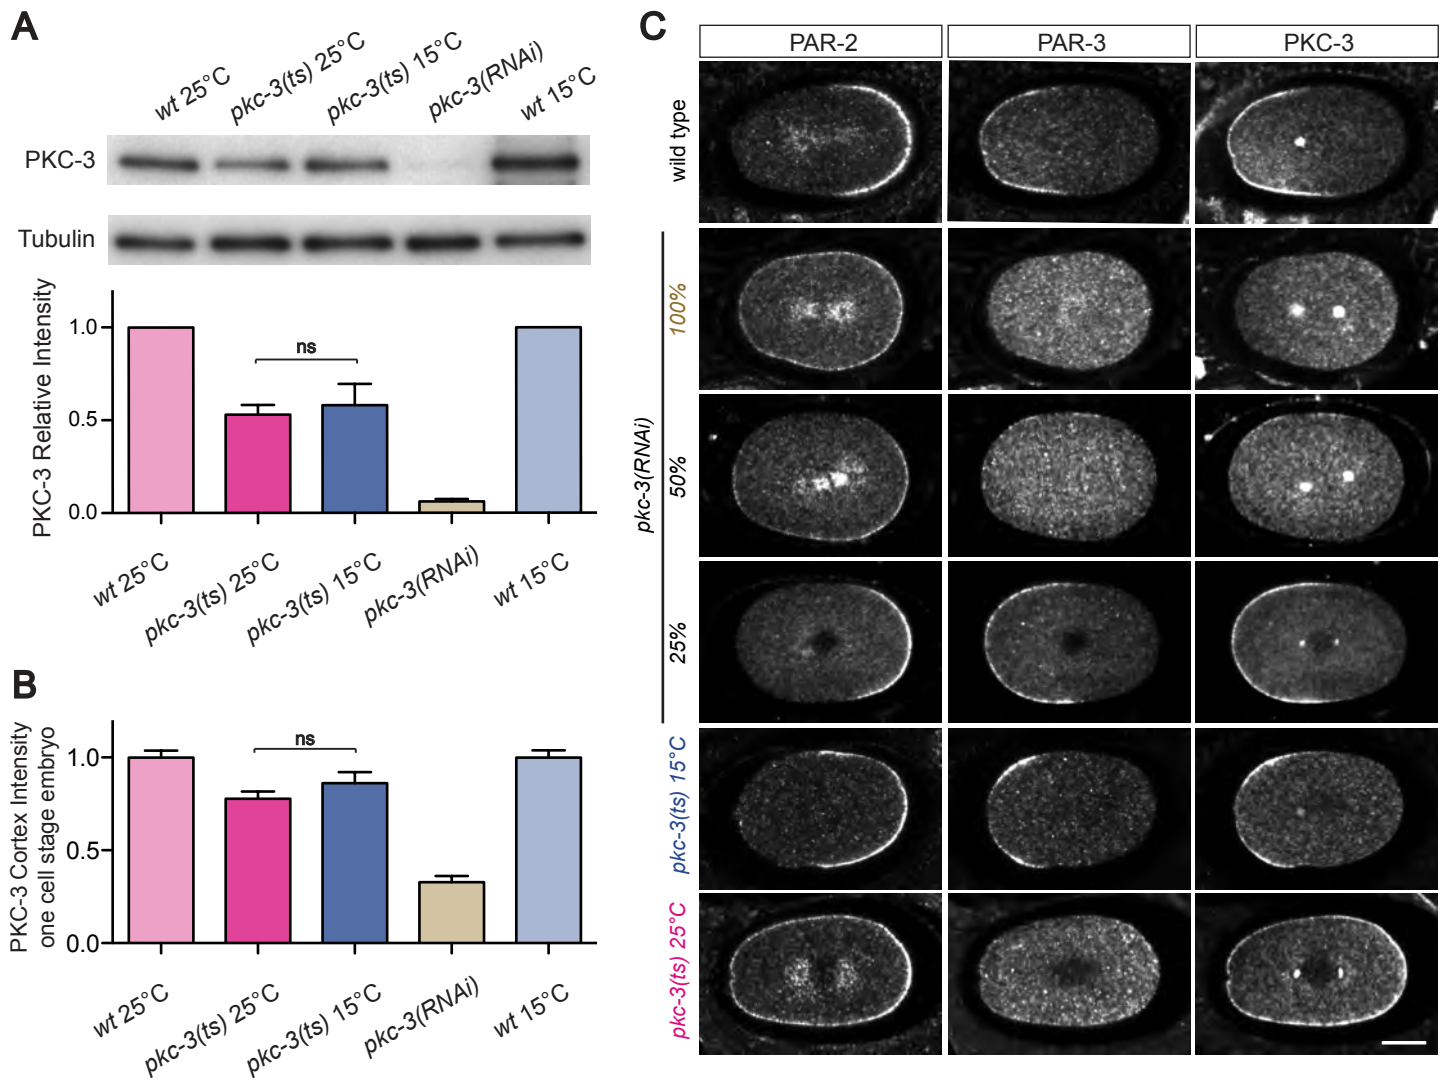 A
wt 25°C
pkc-3(ts) 25°C
pkc-3(ts) 15°C
pkc-3(RNAi)
wt 15°C
PKC-3
Tubulin
PKC-3 Relative Intensity
1.0
0.5
0.0
ns
wt 25°C
pkc-3(ts) 25°C
pkc-3(ts) 15°C
pkc-3(RNAi)
wt 15°C
B
PKC-3 Cortex Intensity
one cell stage embryo
1.0
0.5
0.0
ns
wt 25°C
pkc-3(ts) 25°C
pkc-3(ts) 15°C
pkc-3(RNAi)
wt 15°C
C
PAR-2
PAR-3
PKC-3
wild type
pkc-3(RNAi)
100%
50%
25%
pkc-3(ts) 15°C
pkc-3(ts) 25°C